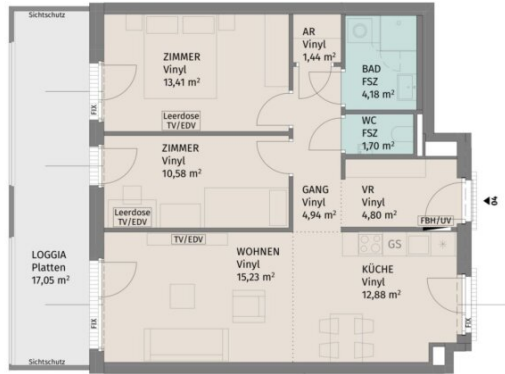 Sichtschutz
ZIMMER
Vinyl
13,41 m²
AR
Vinyl
1,44 m²
BAD
FSZ
4,18 m²
FIX
Leerdose
TV/EDV
WC
FSZ
1,70 m²
ZIMMER
Vinyl
10,58 m²
GANG
Vinyl
4,94 m²
VR
Vinyl
4,80 m²
04
Leerdose
TV/EDV
FBH/UV
LOGGIA
Platten
17,05 m²
TV/EDV
WOHNEN
Vinyl
15,23 m²
GS
KÜCHE
Vinyl
12,88 m²
FIX
FIX
Sichtschutz